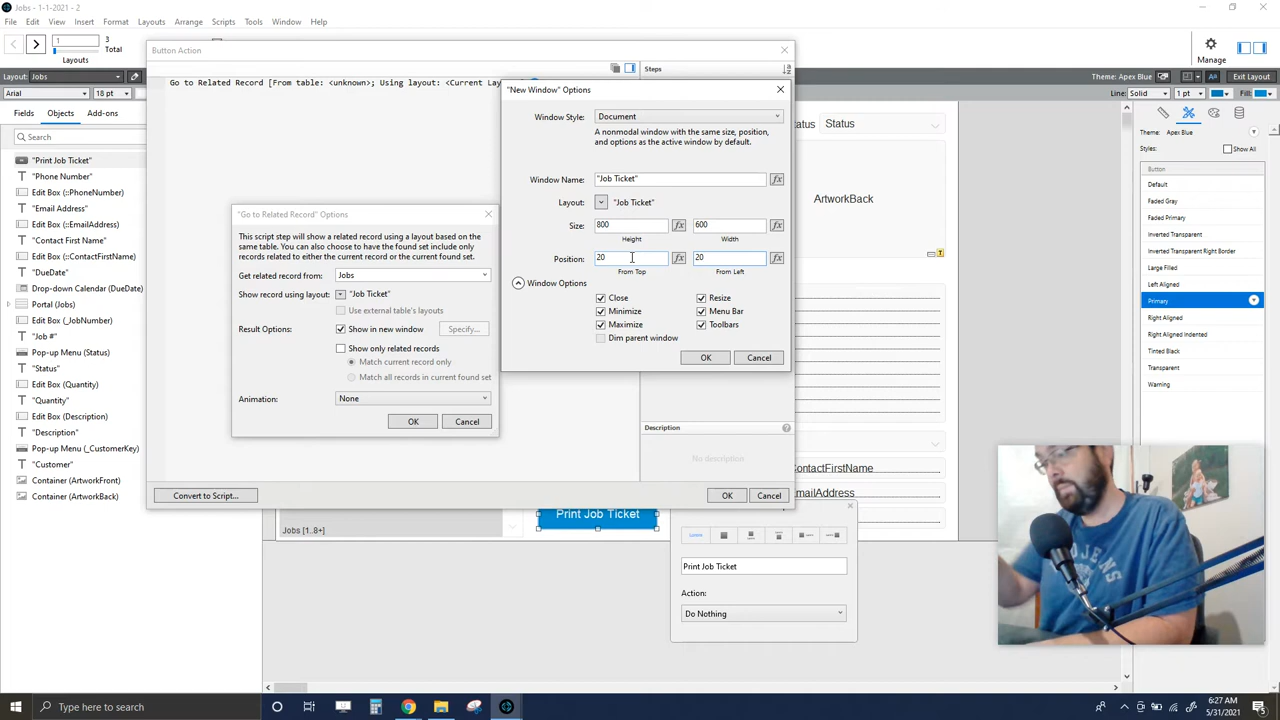 Jobs - 1-1-2021 - 2
File Edit View Insert Format Layouts Arrange Scripts Tools Window Help
1
3
Total
Layouts
Manage
Layout: Jobs
Theme: Apex Blue
Exit Layout
Arial 18 pt
Line: Solid 1 pt Fill:
Fields Objects Add-ons
Search
"Print Job Ticket"
"Phone Number"
Edit Box (::PhoneNumber)
"Email Address"
Edit Box (::EmailAddress)
"Contact First Name"
Edit Box (::ContactFirstName)
"DueDate"
Drop-down Calendar (DueDate)
Portal (Jobs)
Edit Box (_JobNumber)
"Job #"
Pop-up Menu (Status)
"Status"
Edit Box (Quantity)
"Quantity"
Edit Box (Description)
"Description"
Pop-up Menu (_CustomerKey)
"Customer"
Container (ArtworkFront)
Container (ArtworkBack)
Button Action
Steps
Go to Related Record [From table: <unknown>; Using layout: <Current Lay
"Go to Related Record" Options
This script step will show a related record using a layout based on the
same table. You can also choose to have the found set include only
records related to either the current record or the current found set.
Get related record from: Jobs
Show record using layout: "Job Ticket"
Use external table's layouts
Result Options: Show in new window Specify...
Show only related records
Match current record only
Match all records in current found set
Animation: None
OK Cancel
Convert to Script...
"New Window" Options
Window Style: Document
A nonmodal window with the same size, position,
and options as the active window by default.
Window Name: "Job Ticket"
Layout: "Job Ticket"
Size: 800 600
Height Width
Position: 20 20
From Top From Left
Window Options
Close Resize
Minimize Menu Bar
Maximize Toolbars
Dim parent window
OK Cancel
Description
No description
OK Cancel
tatus Status
ArtworkBack
T
ContactFirstName
EmailAddress
Jobs [1..8+]
Print Job Ticket
Print Job Ticket
Action:
Do Nothing
Theme: Apex Blue
Styles: Show All
Button
Default
Faded Gray
Faded Primary
Inverted Transparent
Inverted Transparent Right Border
Large Filled
Left Aligned
Primary
Right Aligned
Right Aligned Indented
Tinted Black
Transparent
Warning
Type here to search
6:27 AM
5/31/2021